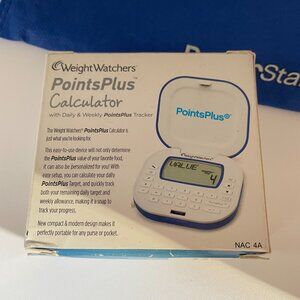 WeightWatchers
PointsPlus™
Calculator
with Daily & Weekly PointsPlus Tracker
The Weight Watchers® PointsPlus Calculator is
just what you're looking for.
This easy-to-use device will not only determine
the PointsPlus value of your favorite food,
it can also be personalized for you! With
ease setup, you can calculate your daily
PointsPlus Target, and quickly track
both your remaining daily target and
weekly allowance, making it a snap to
track your progress.
New compact & modern design makes it
perfectly portable for any purse or pocket.
PointsPlus
WeightWatchers
VALUE
4
NAC 4A